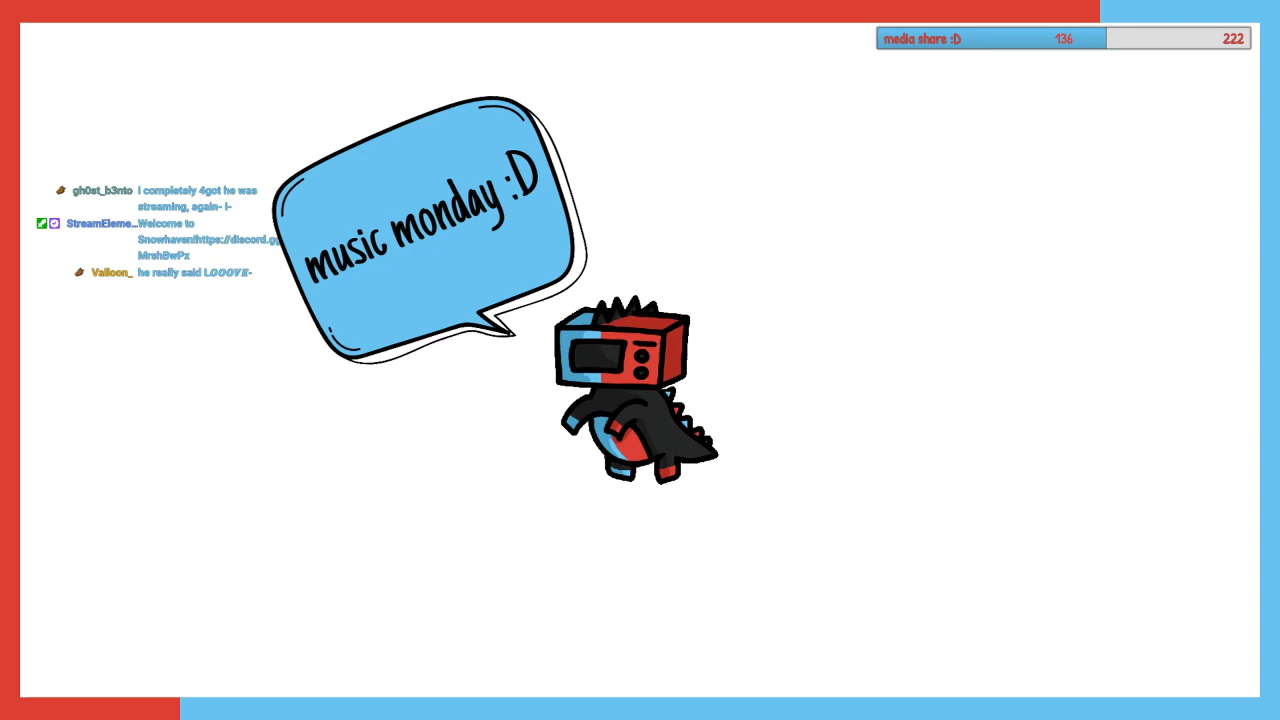 media share :D 136 222
music monday :D
gh0st_b3nto I completely 4got he was
streaming, again- I-
StreamEleme... Welcome to
Snowhaven!https://discord.gg
MrshBwPx
Valloon_ he really said L𝑶𝑶𝑶𝑽𝑬-